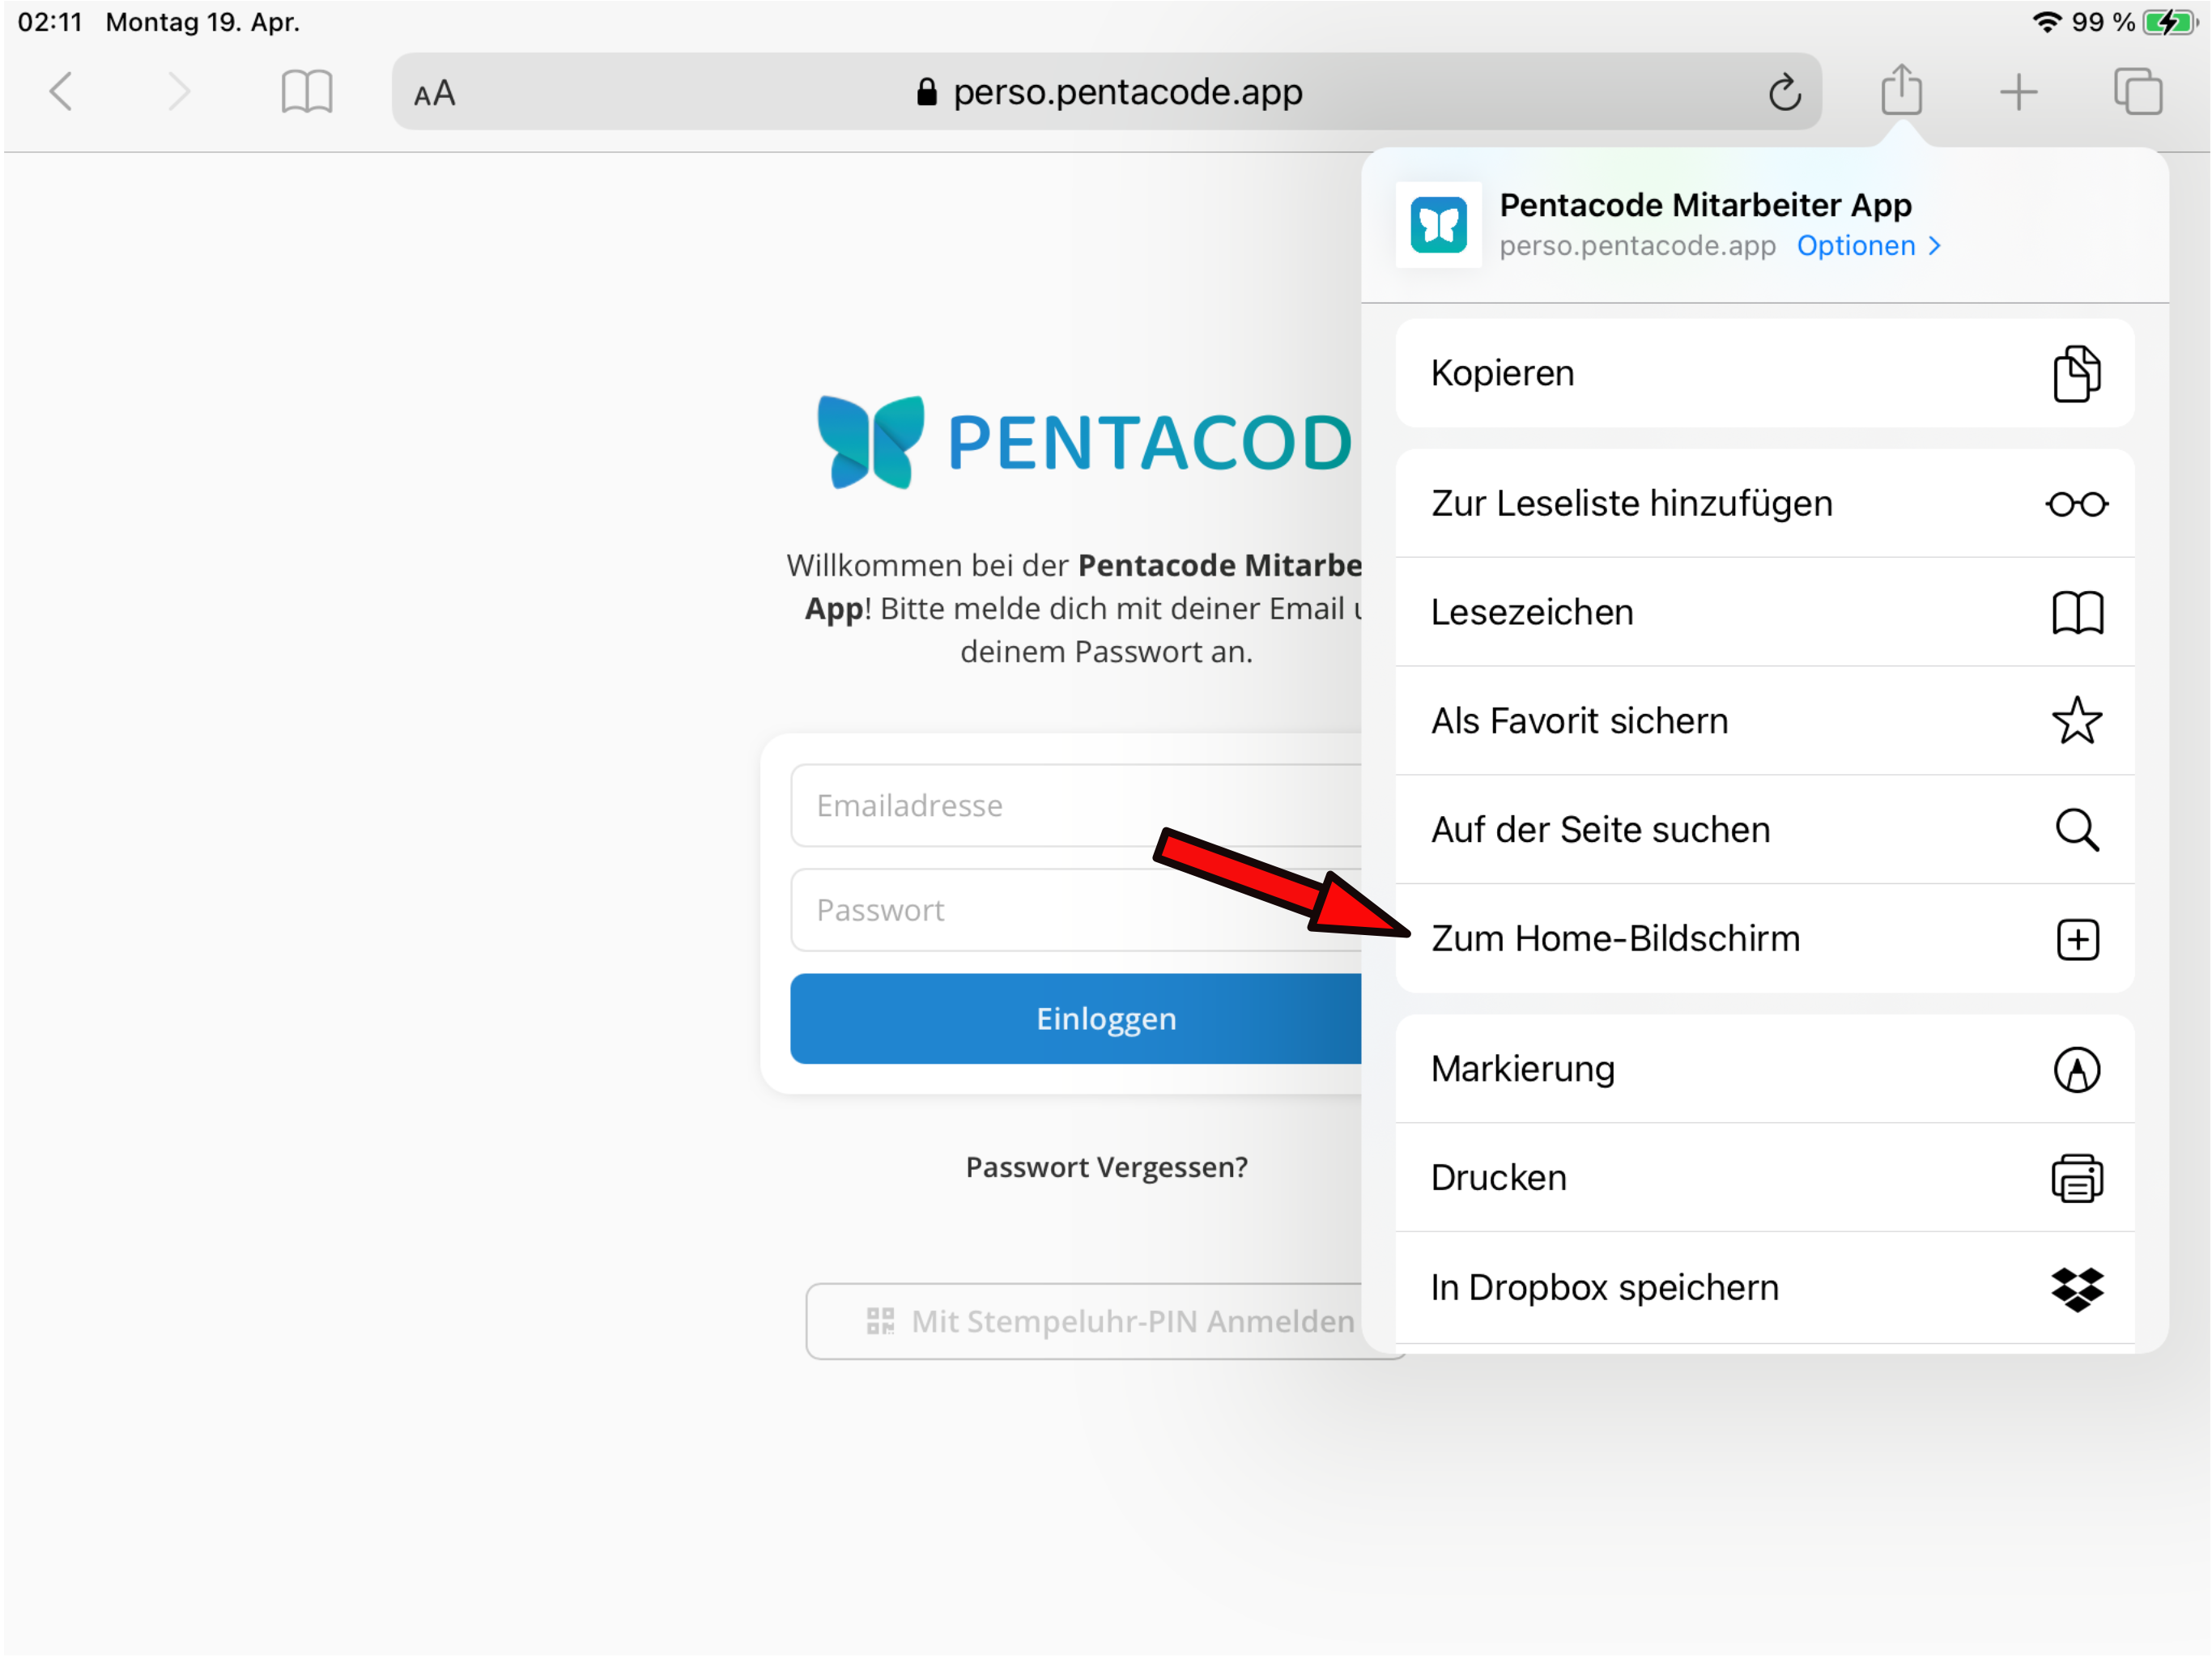 02:11 Montag 19. Apr.
99 %
AA
perso.pentacode.app
Pentacode Mitarbeiter App
perso.pentacode.app Optionen >
PENTACOD
Willkommen bei der Pentacode Mitarbe
App! Bitte melde dich mit deiner Email u
deinem Passwort an.
Emailadresse
Passwort
Einloggen
Passwort Vergessen?
Mit Stempeluhr-PIN Anmelden
Kopieren
Zur Leseliste hinzufügen
Lesezeichen
Als Favorit sichern
Auf der Seite suchen
Zum Home-Bildschirm
Markierung
Drucken
In Dropbox speichern